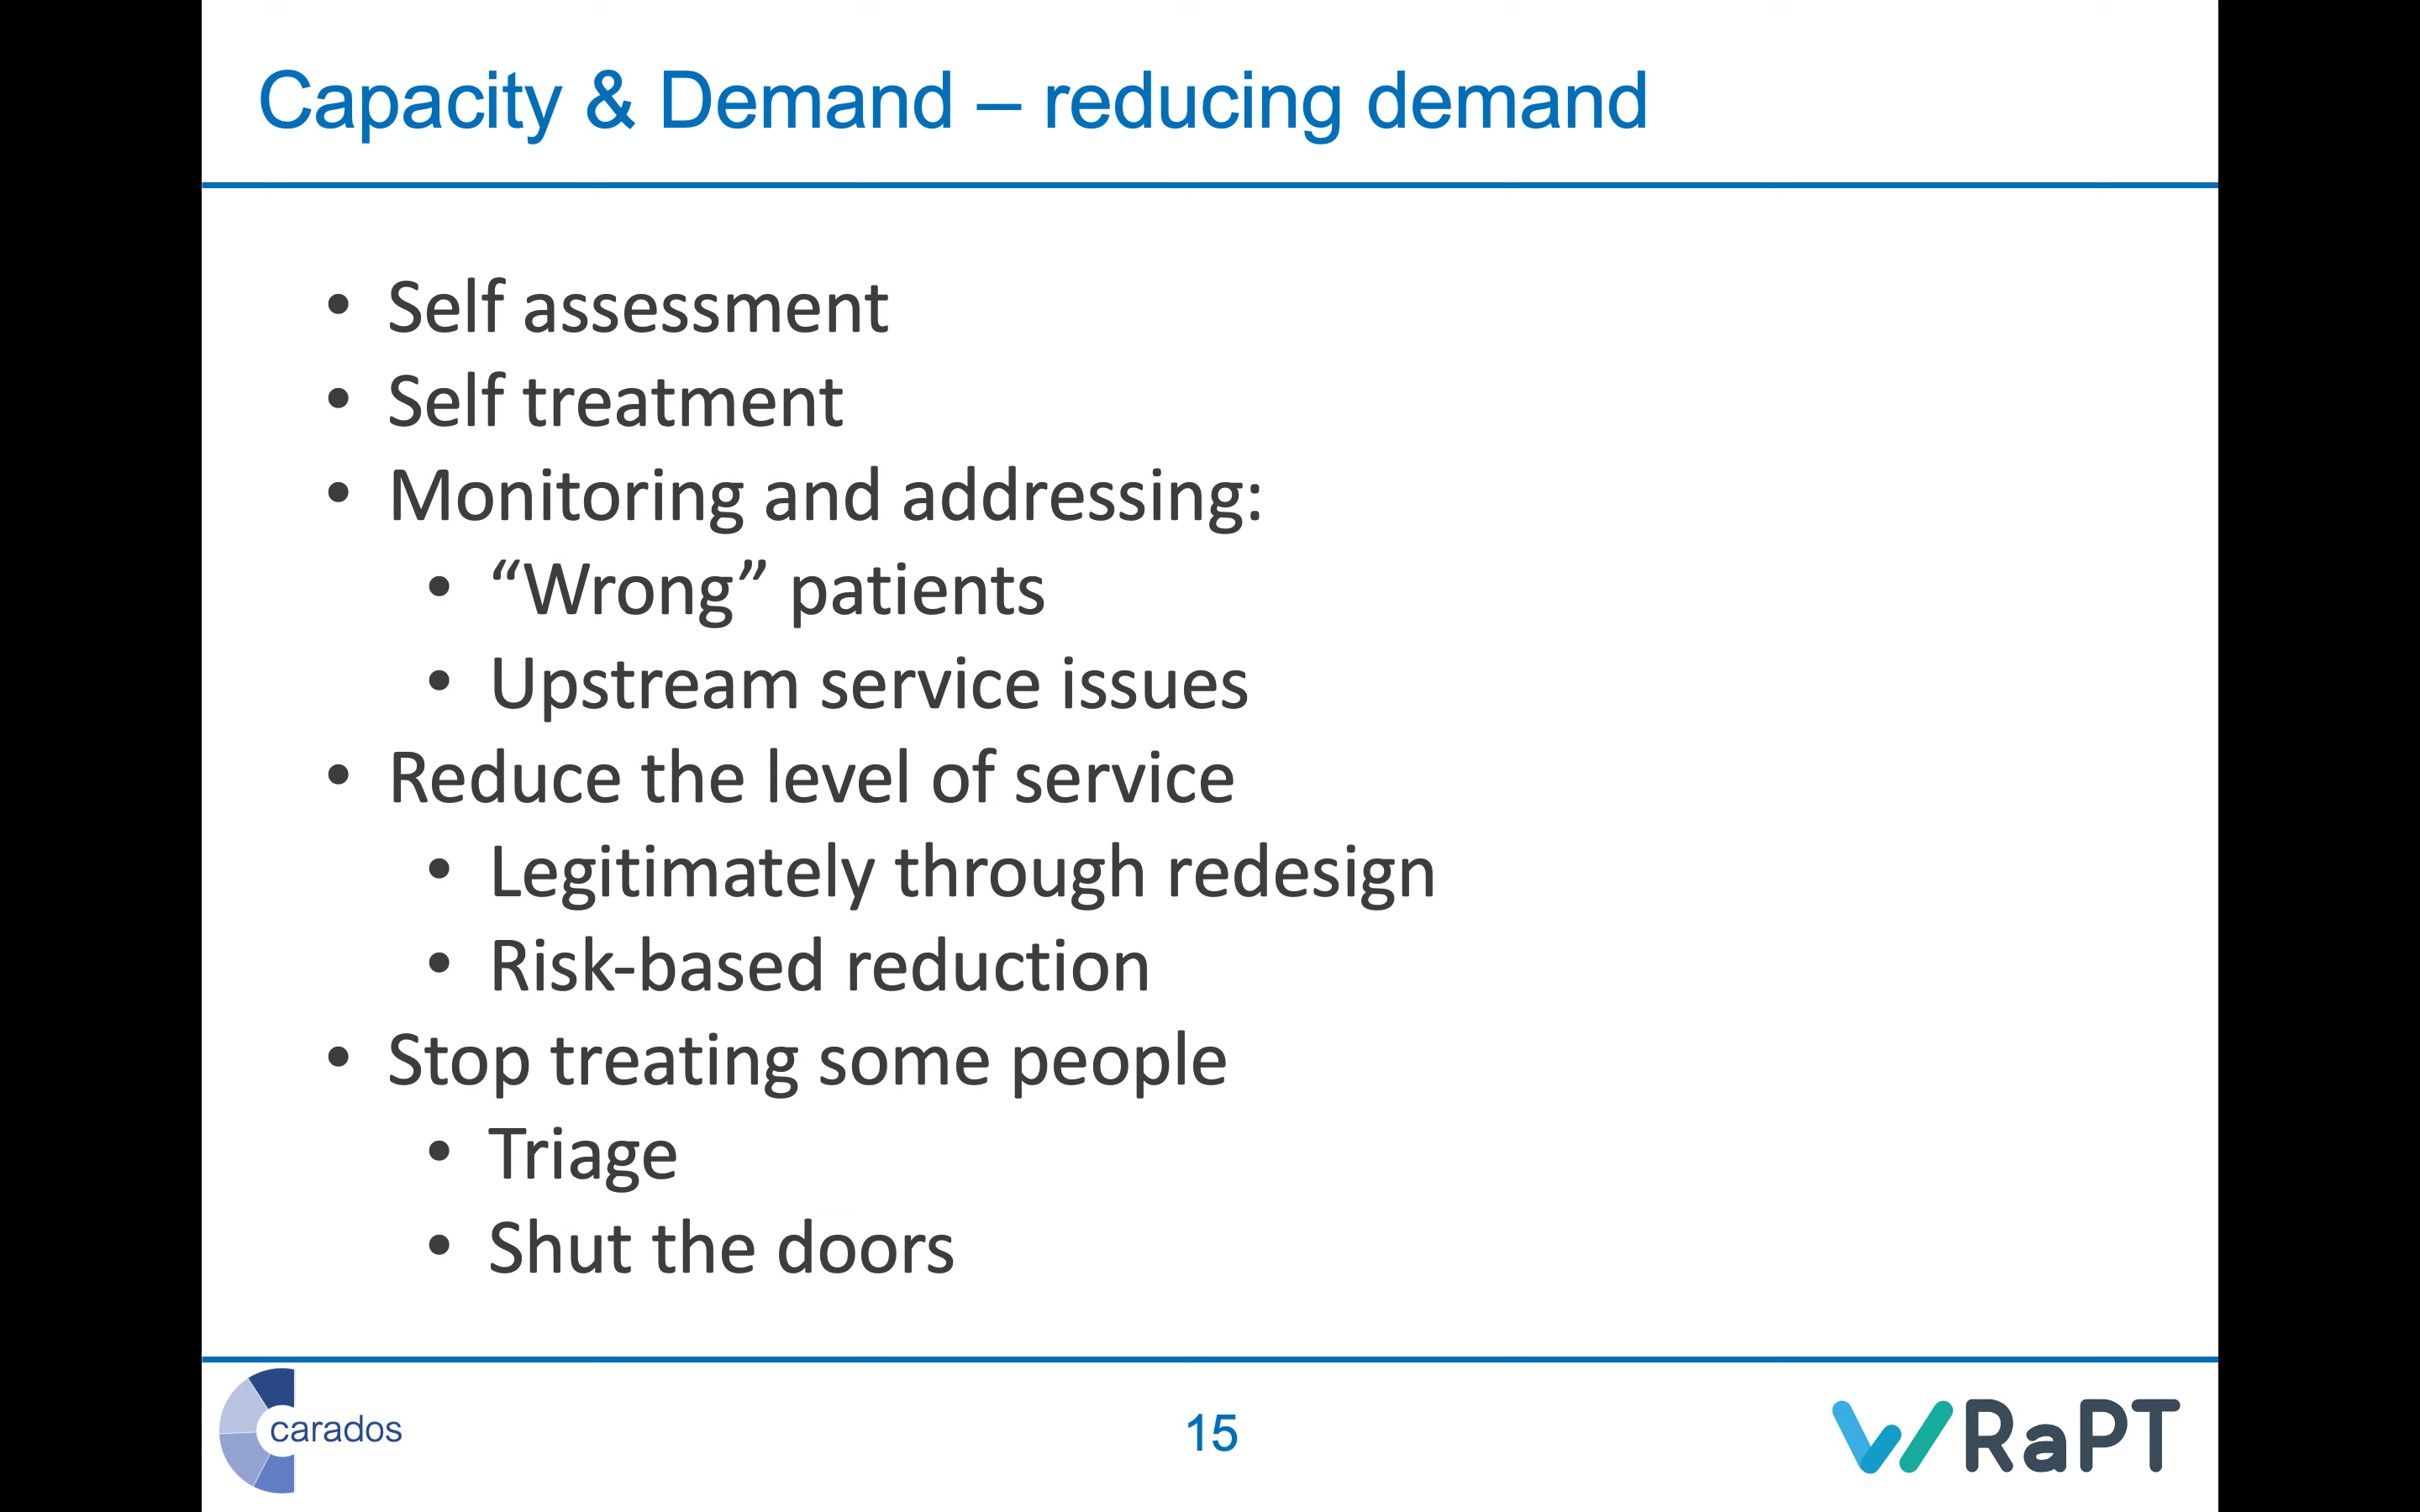 Capacity & Demand – reducing demand
• Self assessment
• Self treatment
• Monitoring and addressing:
• “Wrong” patients
• Upstream service issues
• Reduce the level of service
• Legitimately through redesign
• Risk-based reduction
• Stop treating some people
• Triage
• Shut the doors
carados
15
WRaPT